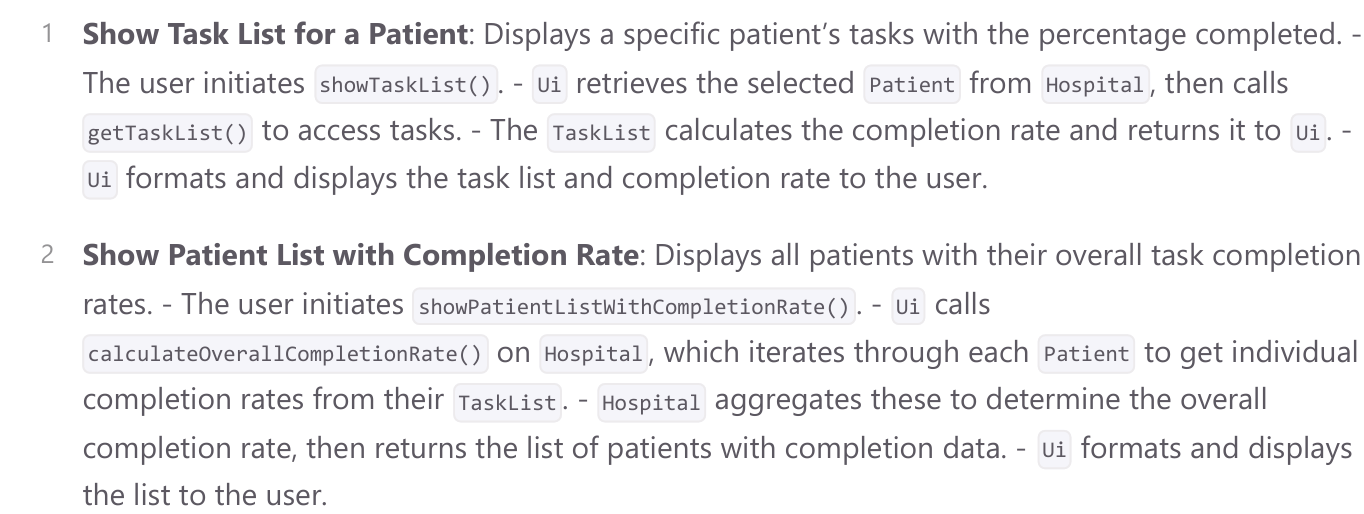 1 Show Task List for a Patient: Displays a specific patient’s tasks with the percentage completed. -
The user initiates showTaskList(). - Ui retrieves the selected Patient from Hospital, then calls
getTaskList() to access tasks. - The TaskList calculates the completion rate and returns it to Ui. -
Ui formats and displays the task list and completion rate to the user.
2 Show Patient List with Completion Rate: Displays all patients with their overall task completion
rates. - The user initiates showPatientListWithCompletionRate(). - Ui calls
calculateOverallCompletionRate() on Hospital, which iterates through each Patient to get individual
completion rates from their TaskList. - Hospital aggregates these to determine the overall
completion rate, then returns the list of patients with completion data. - Ui formats and displays
the list to the user.